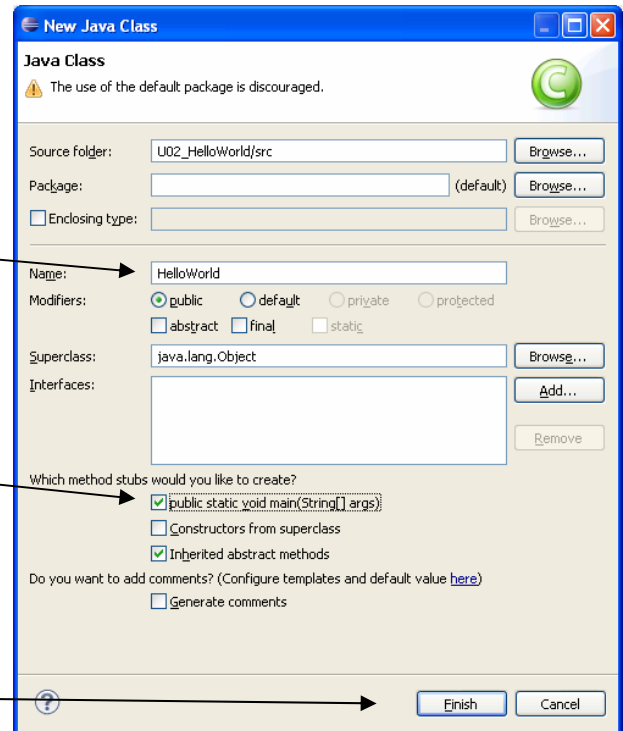 New Java Class
Java Class
The use of the default package is discouraged.
Source folder: U02_HelloWorld/src Browse...
Package: (default) Browse...
Enclosing type: Browse...
Name: HelloWorld
Modifiers: public default private protected
abstract final static
Superclass: java.lang.Object Browse...
Interfaces: Add...
Remove
Which method stubs would you like to create?
public static void main(String[] args)
Constructors from superclass
Inherited abstract methods
Do you want to add comments? (Configure templates and default value here)
Generate comments
? Finish Cancel